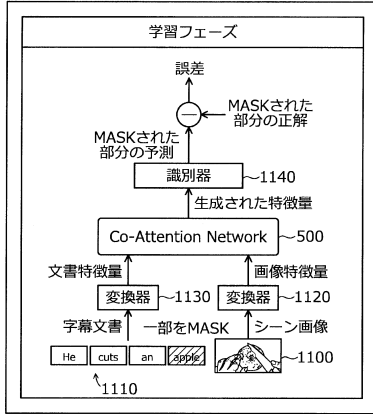 学習フェーズ
誤差
MASKされた
部分の正解
MASKされた
部分の予測
識別器
1140
生成された特徴量
Co-Attention Network
500
文書特徴量
画像特徴量
変換器
1130
変換器
1120
字幕文書
一部をMASK
シーン画像
He
cuts
an
apple
1100
1110